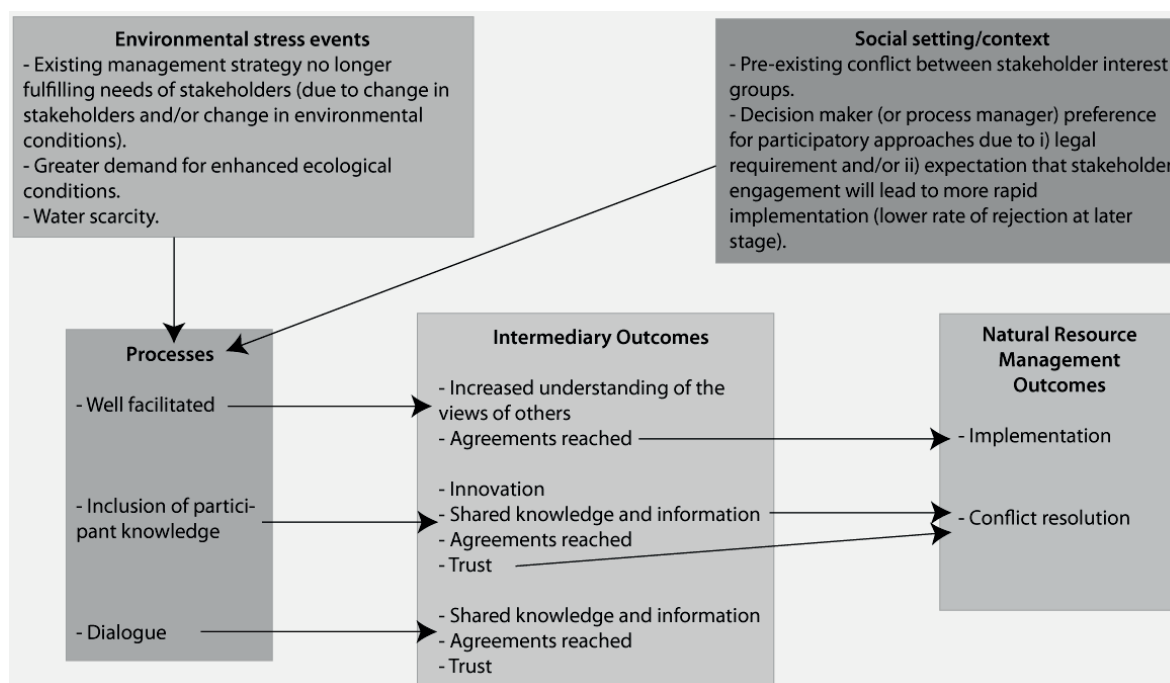 Environmental stress events
- Existing management strategy no longer
fulfilling needs of stakeholders (due to change in
stakeholders and/or change in environmental
conditions).
- Greater demand for enhanced ecological
conditions.
- Water scarcity.
Social setting/context
- Pre-existing conflict between stakeholder interest
groups.
- Decision maker (or process manager) preference
for participatory approaches due to i) legal
requirement and/or ii) expectation that stakeholder
engagement will lead to more rapid
implementation (lower rate of rejection at later
stage).
Processes
- Well facilitated
- Inclusion of partici-
pant knowledge
- Dialogue
Intermediary Outcomes
- Increased understanding of the
views of others
- Agreements reached
- Innovation
- Shared knowledge and information
- Agreements reached
- Trust
- Shared knowledge and information
- Agreements reached
- Trust
Natural Resource
Management
Outcomes
- Implementation
- Conflict resolution